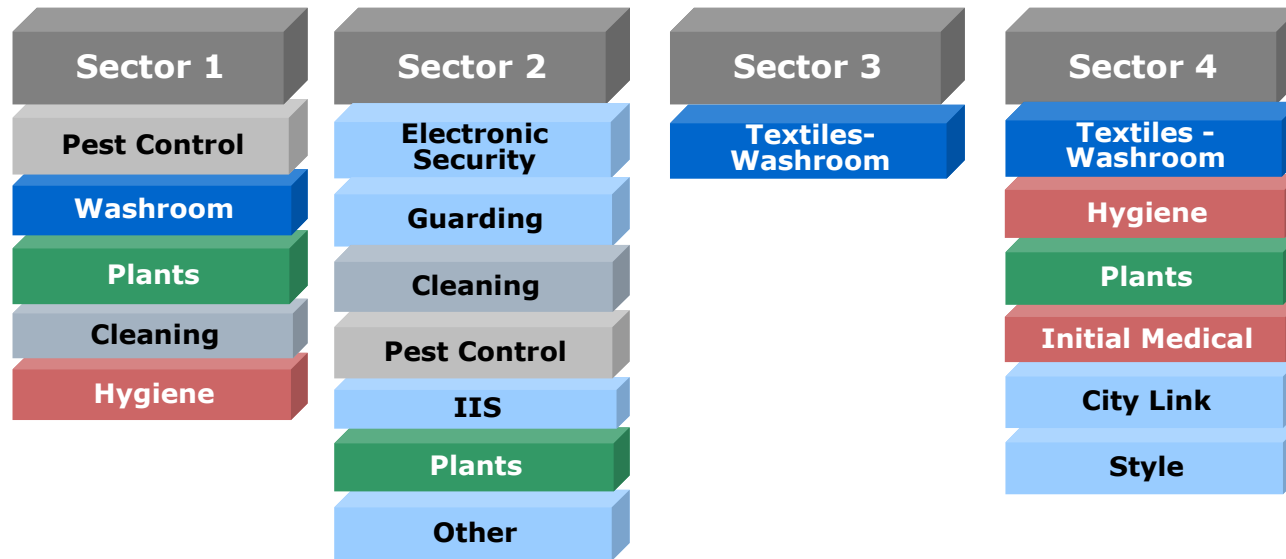 Sector 1
Pest Control
Washroom
Plants
Cleaning
Hygiene
Sector 2
Electronic
Security
Guarding
Cleaning
Pest Control
IIS
Plants
Other
Sector 3
Textiles-
Washroom
Sector 4
Textiles -
Washroom
Hygiene
Plants
Initial Medical
City Link
Style